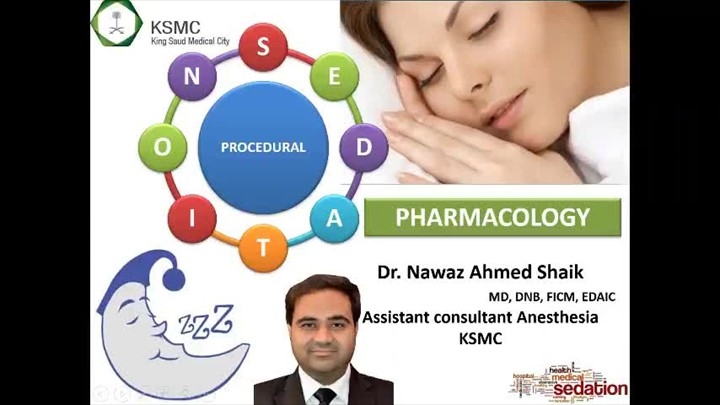 KSMC
King Saud Medical City
S
E
D
A
T
I
O
N
PROCEDURAL
PHARMACOLOGY
Dr. Nawaz Ahmed Shaik
MD, DNB, FICM, EDAIC
Assistant consultant Anesthesia
KSMC
zzZ
health
hospital medical
sedation